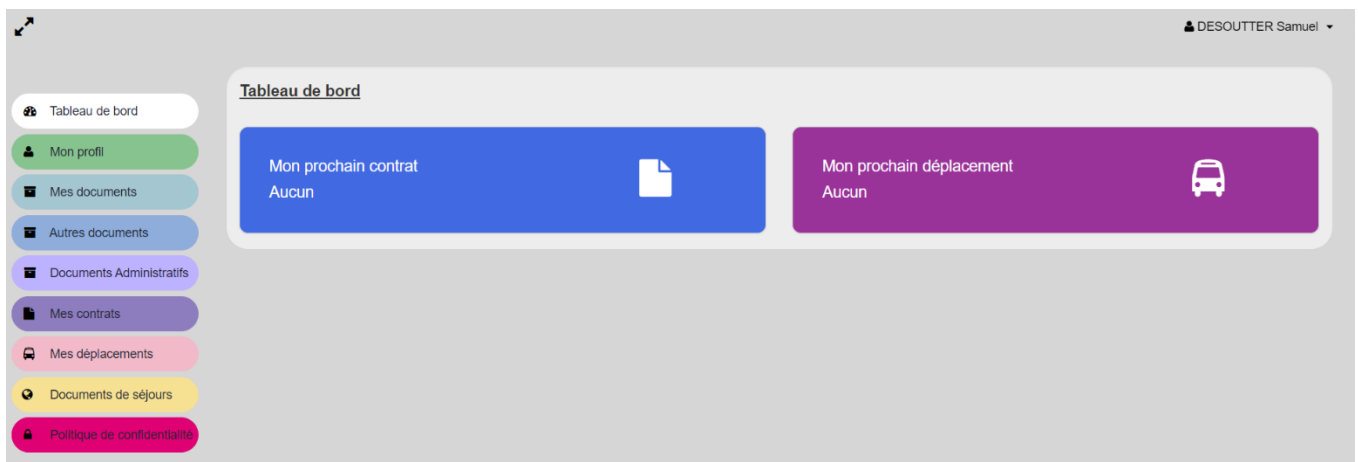 DESOUTTER Samuel
Tableau de bord
Mon profil
Mes documents
Autres documents
Documents Administratifs
Mes contrats
Mes déplacements
Documents de séjours
Politique de confidentialité
Tableau de bord
Mon prochain contrat
Aucun
Mon prochain déplacement
Aucun